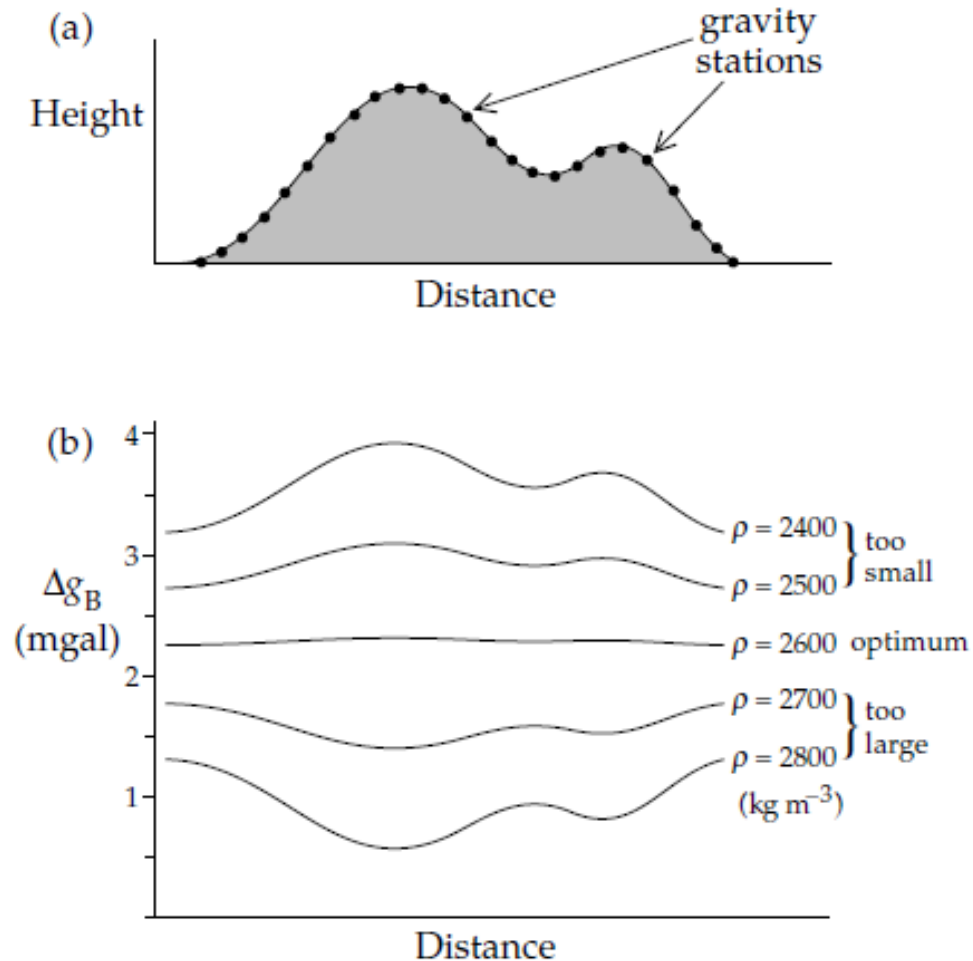 (a)
gravity
stations
Height
Distance
(b)
4
3
2
1
Δg_B
(mgal)
ρ = 2400
ρ = 2500
too
small
ρ = 2600 optimum
ρ = 2700
ρ = 2800
too
large
(kg m⁻³)
Distance